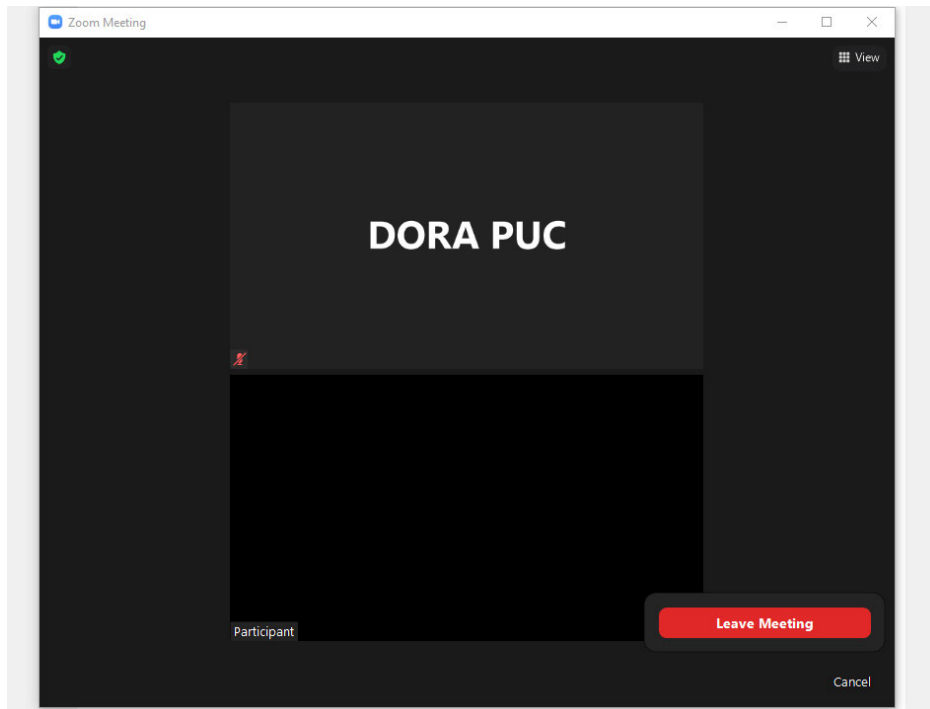 Zoom Meeting
View
DORA PUC
Participant
Leave Meeting
Cancel